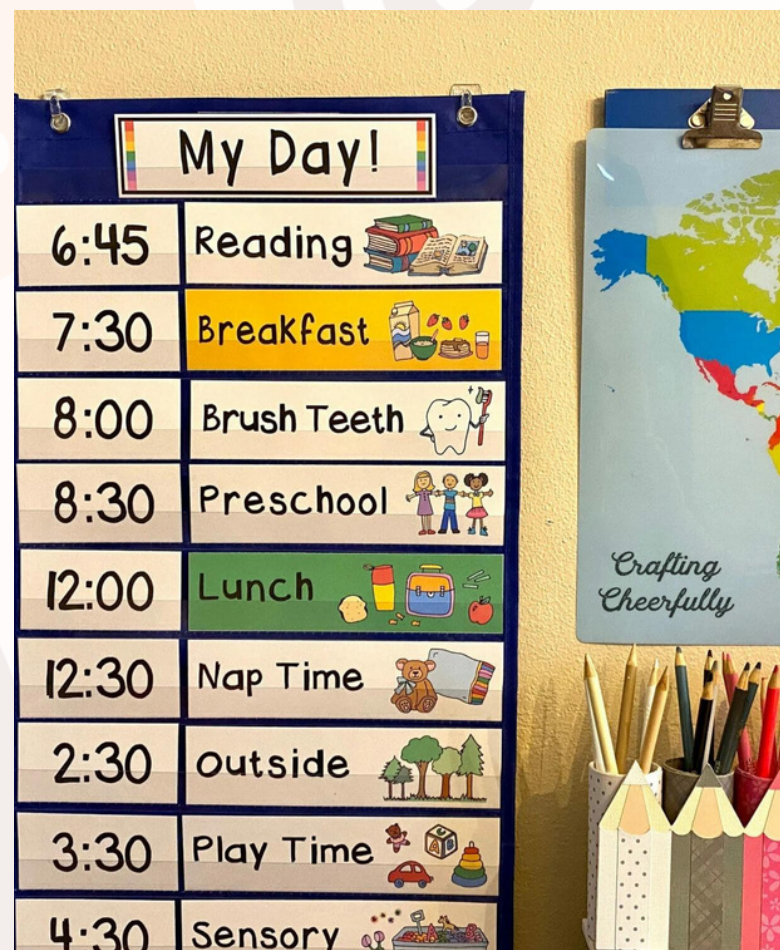 My Day!
6:45 Reading
7:30 Breakfast
8:00 Brush Teeth
8:30 Preschool
12:00 Lunch
12:30 Nap Time
2:30 Outside
3:30 Play Time
4:30 Sensory
Crafting
Cheerfully